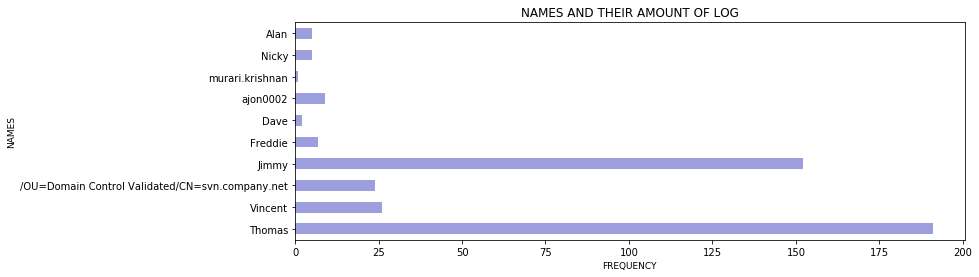 NAMES AND THEIR AMOUNT OF LOG
Alan
Nicky
murari.krishnan
ajon0002
Dave
Freddie
Jimmy
/OU=Domain Control Validated/CN=svn.company.net
Vincent
Thomas
NAMES
0 25 50 75 100 125 150 175 200
FREQUENCY